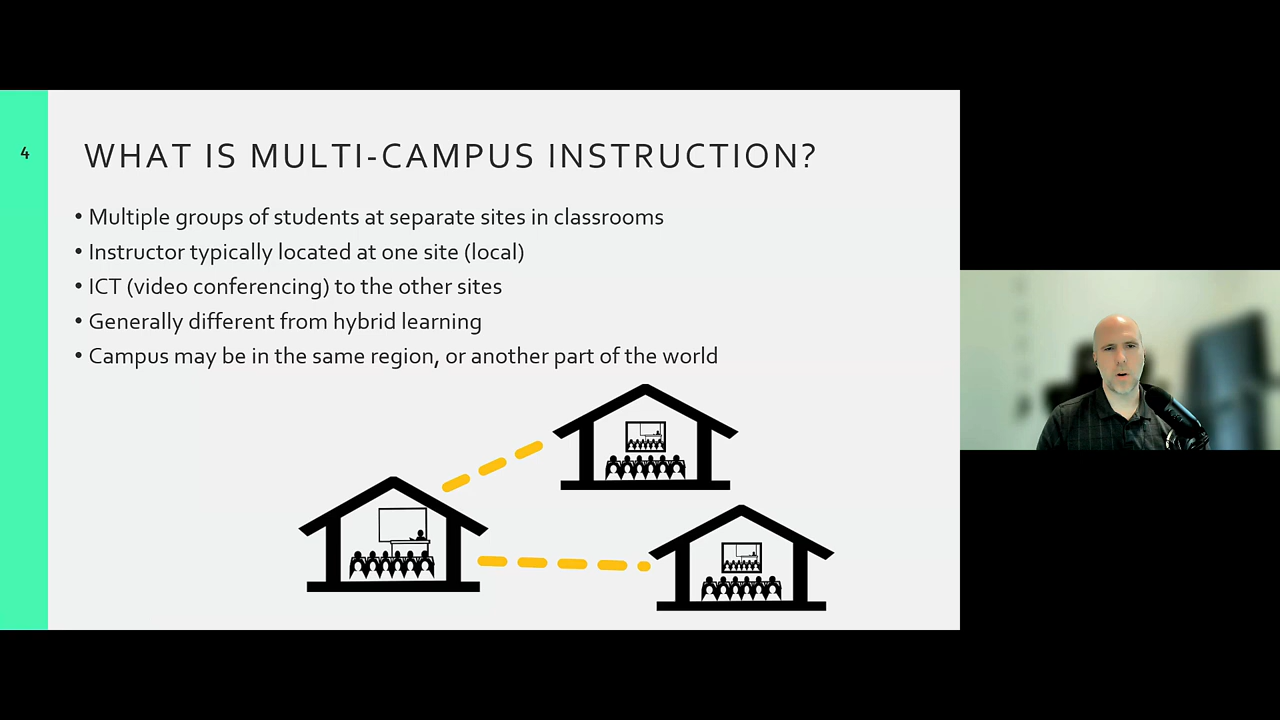 4
WHAT IS MULTI-CAMPUS INSTRUCTION?
• Multiple groups of students at separate sites in classrooms
• Instructor typically located at one site (local)
• ICT (video conferencing) to the other sites
• Generally different from hybrid learning
• Campus may be in the same region, or another part of the world